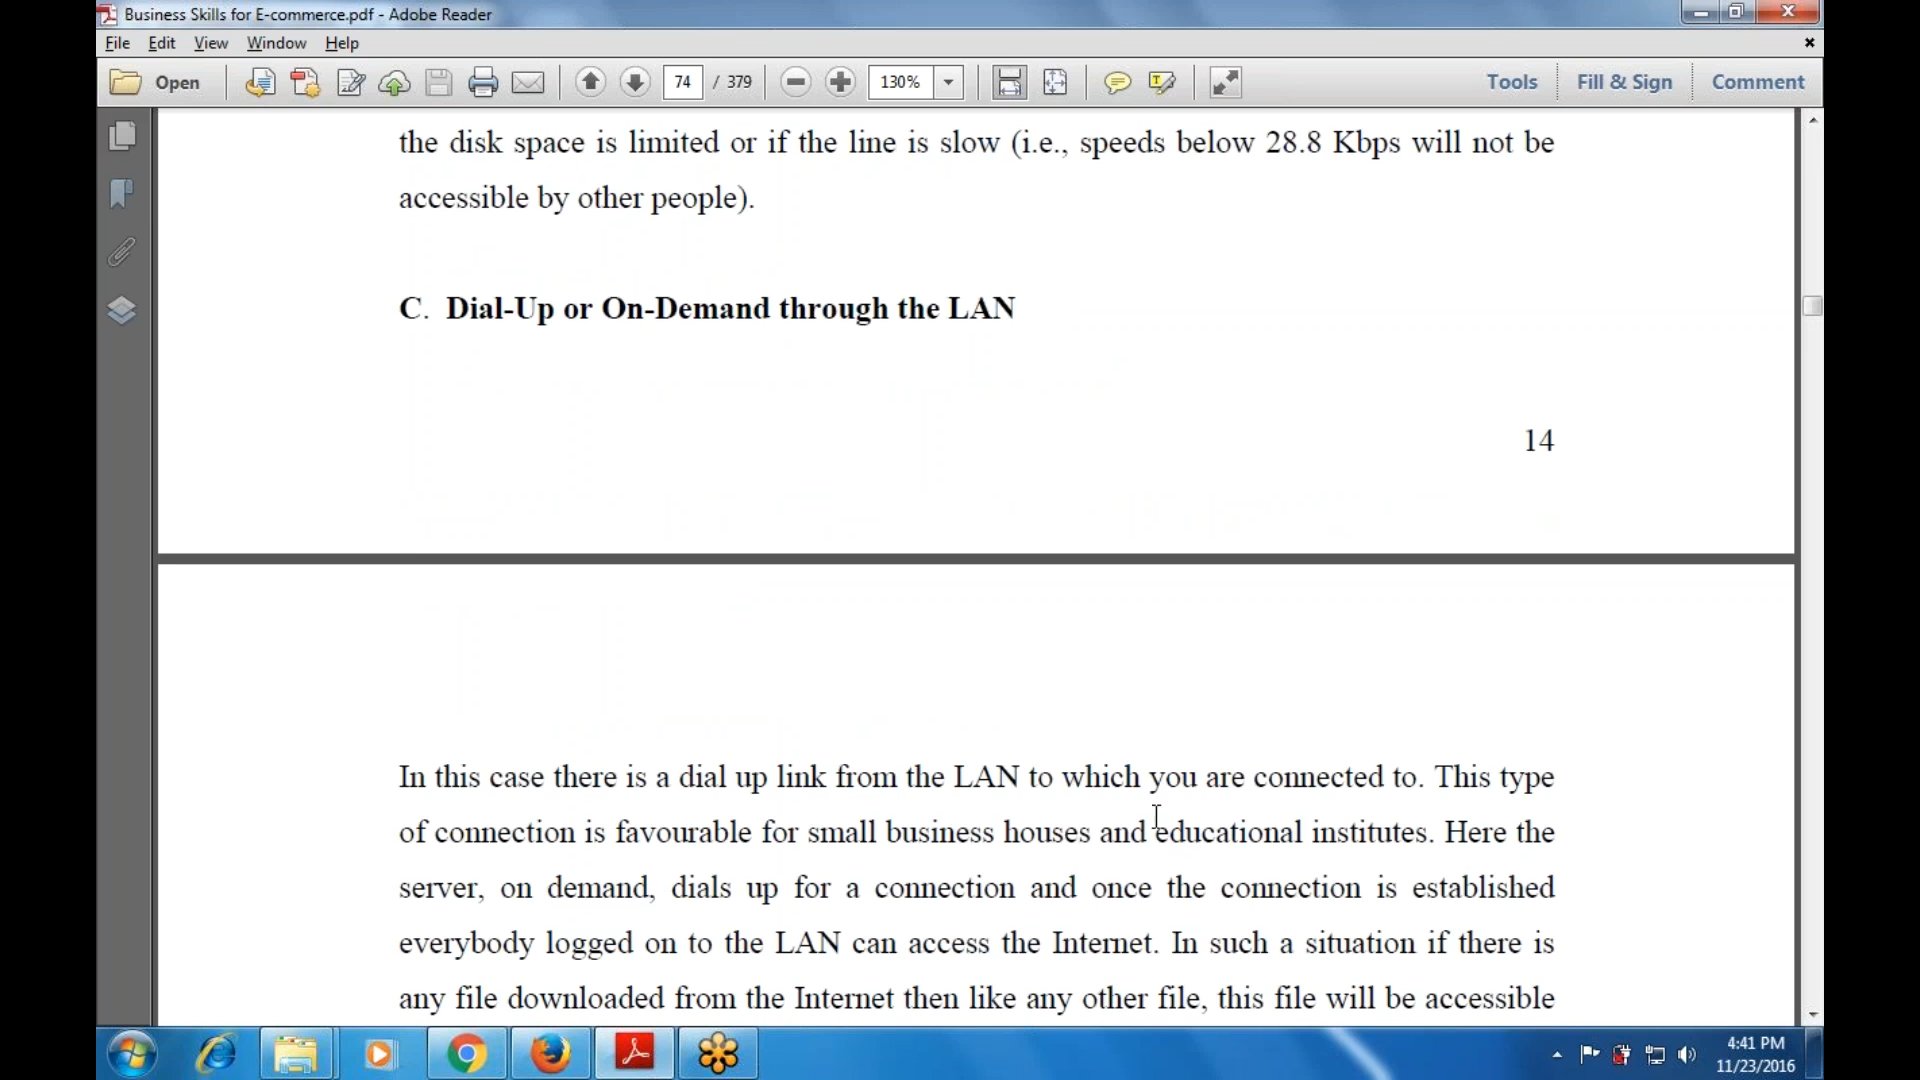 Business Skills for E-commerce.pdf - Adobe Reader
File Edit View Window Help
Open 74 / 379 130% Tools Fill & Sign Comment
the disk space is limited or if the line is slow (i.e., speeds below 28.8 Kbps will not be
accessible by other people).
C. Dial-Up or On-Demand through the LAN
14
In this case there is a dial up link from the LAN to which you are connected to. This type
of connection is favourable for small business houses and educational institutes. Here the
server, on demand, dials up for a connection and once the connection is established
everybody logged on to the LAN can access the Internet. In such a situation if there is
any file downloaded from the Internet then like any other file, this file will be accessible
4:41 PM
11/23/2016